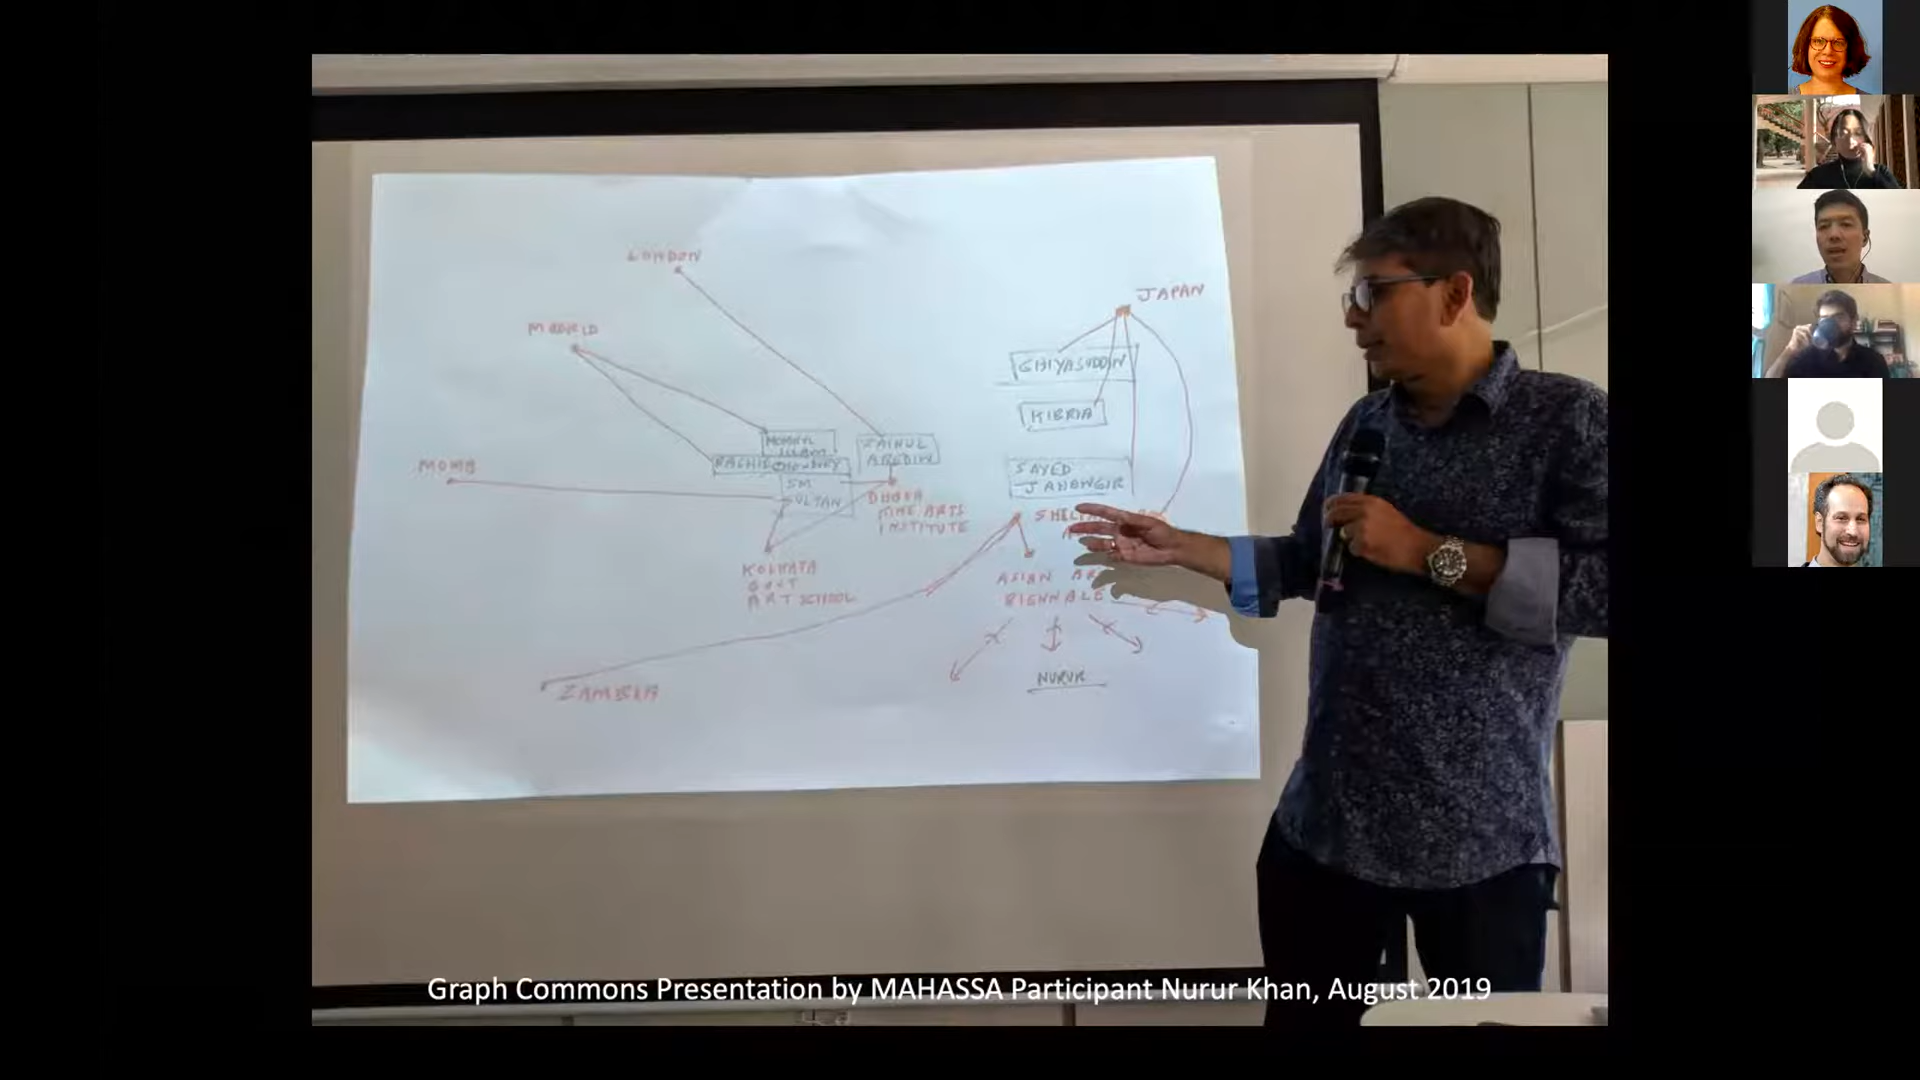 LONDON
JAPAN
MADRID
GHIYASUDDIN
KIBRIA
ZAINUL
ABEDIN
MOMA
SAYED
JAHANGIR
SM
SULTAN
DHAKA
FINE ARTS
INSTITUTE
KOLKATA
GOVT
ART SCHOOL
ASIAN
BIENNALE
NURUR
ZAMBIA
Graph Commons Presentation by MAHASSA Participant Nurur Khan, August 2019